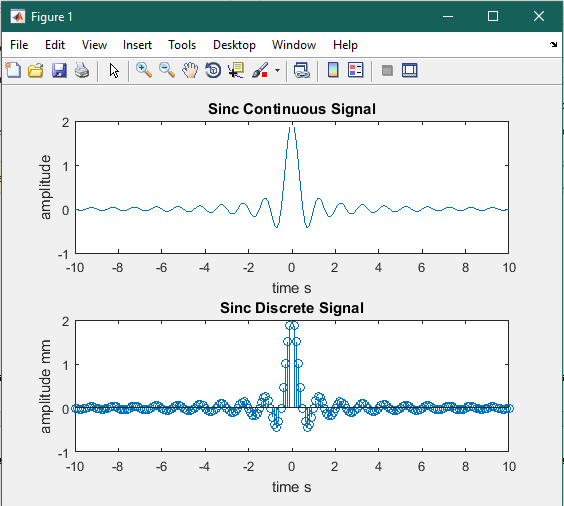 Figure 1
File Edit View Insert Tools Desktop Window Help
Sinc Continuous Signal
2
1
0
-1
amplitude
-10 -8 -6 -4 -2 0 2 4 6 8 10
time s
Sinc Discrete Signal
2
1
0
-1
amplitude mm
-10 -8 -6 -4 -2 0 2 4 6 8 10
time s